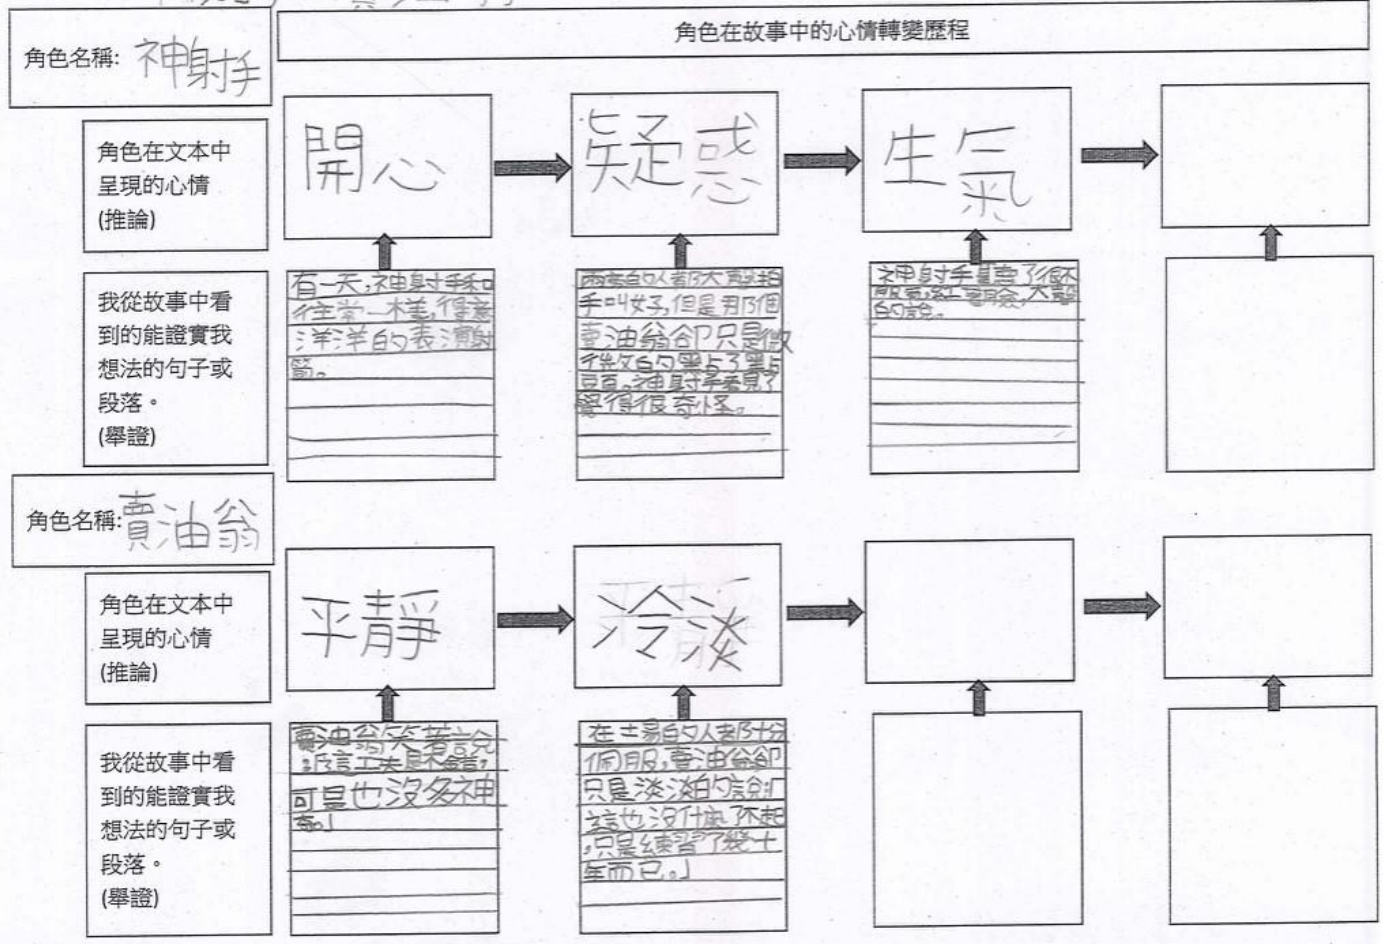 角色在故事中的心情轉變歷程
角色名稱:神射手
角色在文本中
呈現的心情
(推論)
開心
疑惑
生氣
我從故事中看
到的能證實我
想法的句子或
段落。
(舉證)
有一天,神射手和
往常一樣,得意
洋洋的表演射
箭。
兩旁的人都大聲拍
手叫好,但是那個
賣油翁卻只是微
微的點了點
頭。神射手看見了
覺得很奇怪。
神射手聽了很不
服氣,紅著臉,大聲
的說。
角色名稱:賣油翁
角色在文本中
呈現的心情
(推論)
平靜
冷淡
我從故事中看
到的能證實我
想法的句子或
段落。
(舉證)
賣油翁笑著說
:「這工夫是不錯,
可是也沒多神
奇。」
在場的人都十分
佩服,賣油翁卻
只是淡淡的說:「
這也沒什麼了不起
,只是練習了幾十
年而已。」